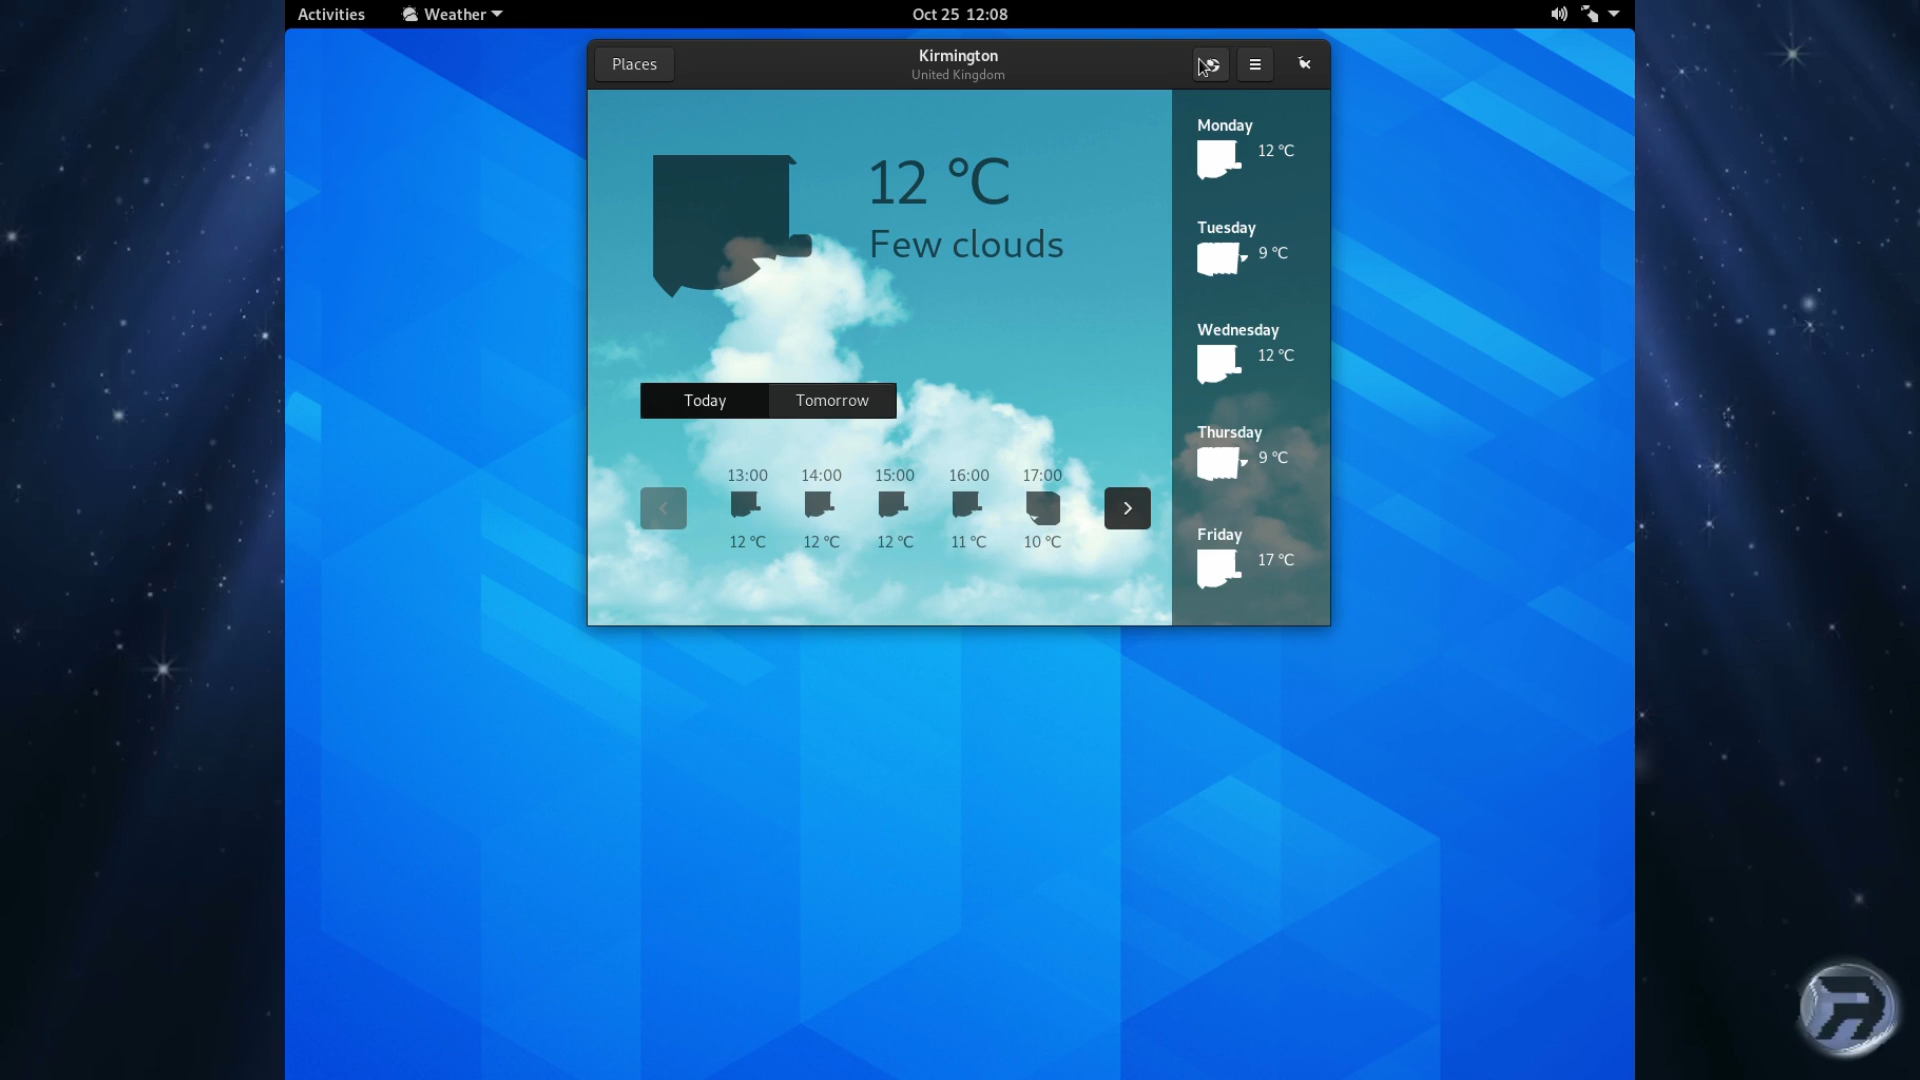 Activities
Weather
Oct 25 12:08
Places
Kirmington
United Kingdom
12 °C
Few clouds
Today
Tomorrow
13:00
14:00
15:00
16:00
17:00
12 °C
12 °C
12 °C
11 °C
10 °C
Monday
12 °C
Tuesday
9 °C
Wednesday
12 °C
Thursday
9 °C
Friday
17 °C